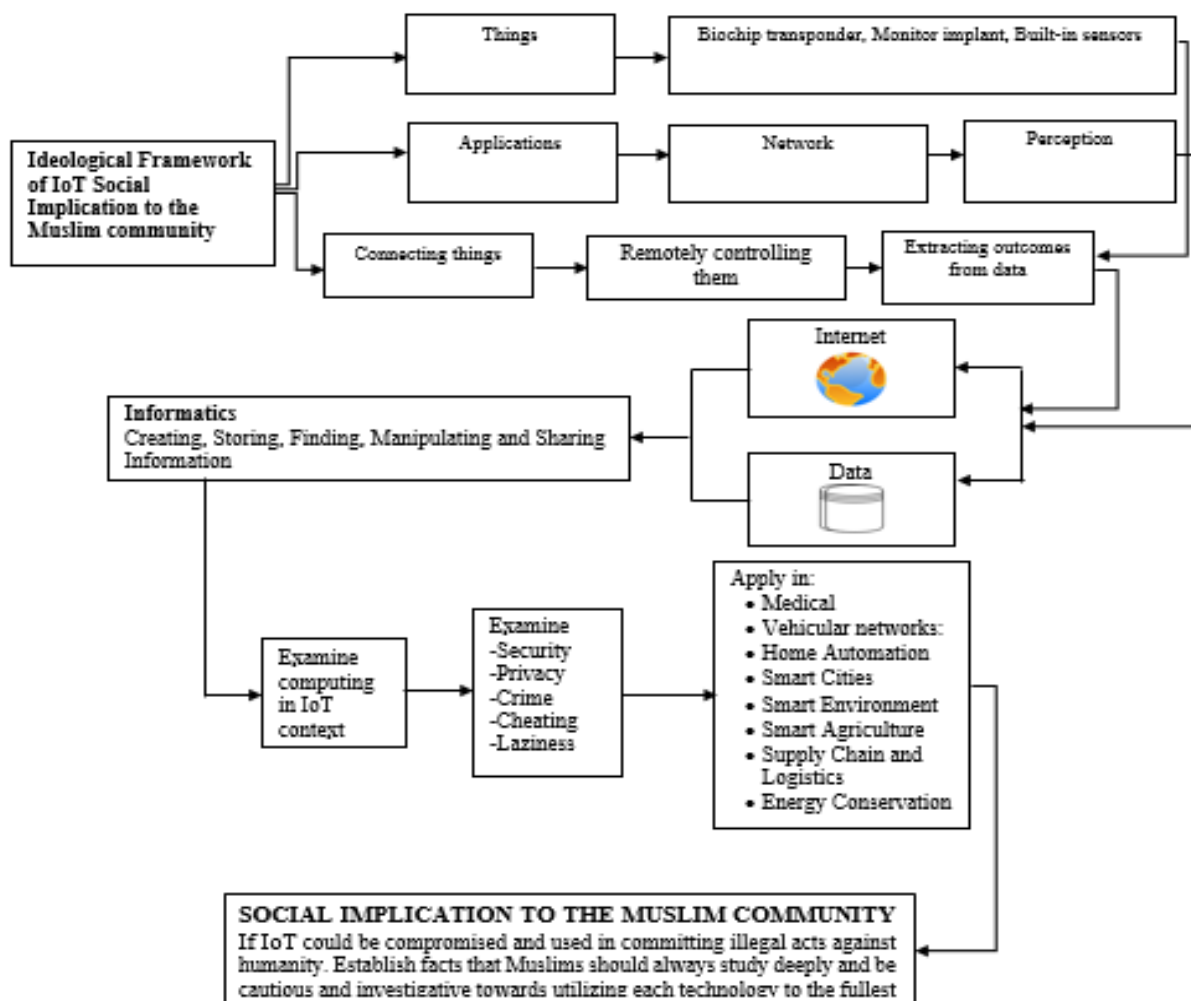 Things
Biochip transponder, Monitor implant, Built-in sensors
Ideological Framework
of IoT Social
Implication to the
Muslim community
Applications
Network
Perception
Connecting things
Remotely controlling
them
Extracting outcomes
from data
Internet
Informatics
Creating, Storing, Finding, Manipulating and Sharing
Information
Data
Examine
computing
in IoT
context
Examine
-Security
-Privacy
-Crime
-Cheating
-Laziness
Apply in:
• Medical
• Vehicular networks:
• Home Automation
• Smart Cities
• Smart Environment
• Smart Agriculture
• Supply Chain and
Logistics
• Energy Conservation
SOCIAL IMPLICATION TO THE MUSLIM COMMUNITY
If IoT could be compromised and used in committing illegal acts against
humanity. Establish facts that Muslims should always study deeply and be
cautious and investigative towards utilizing each technology to the fullest